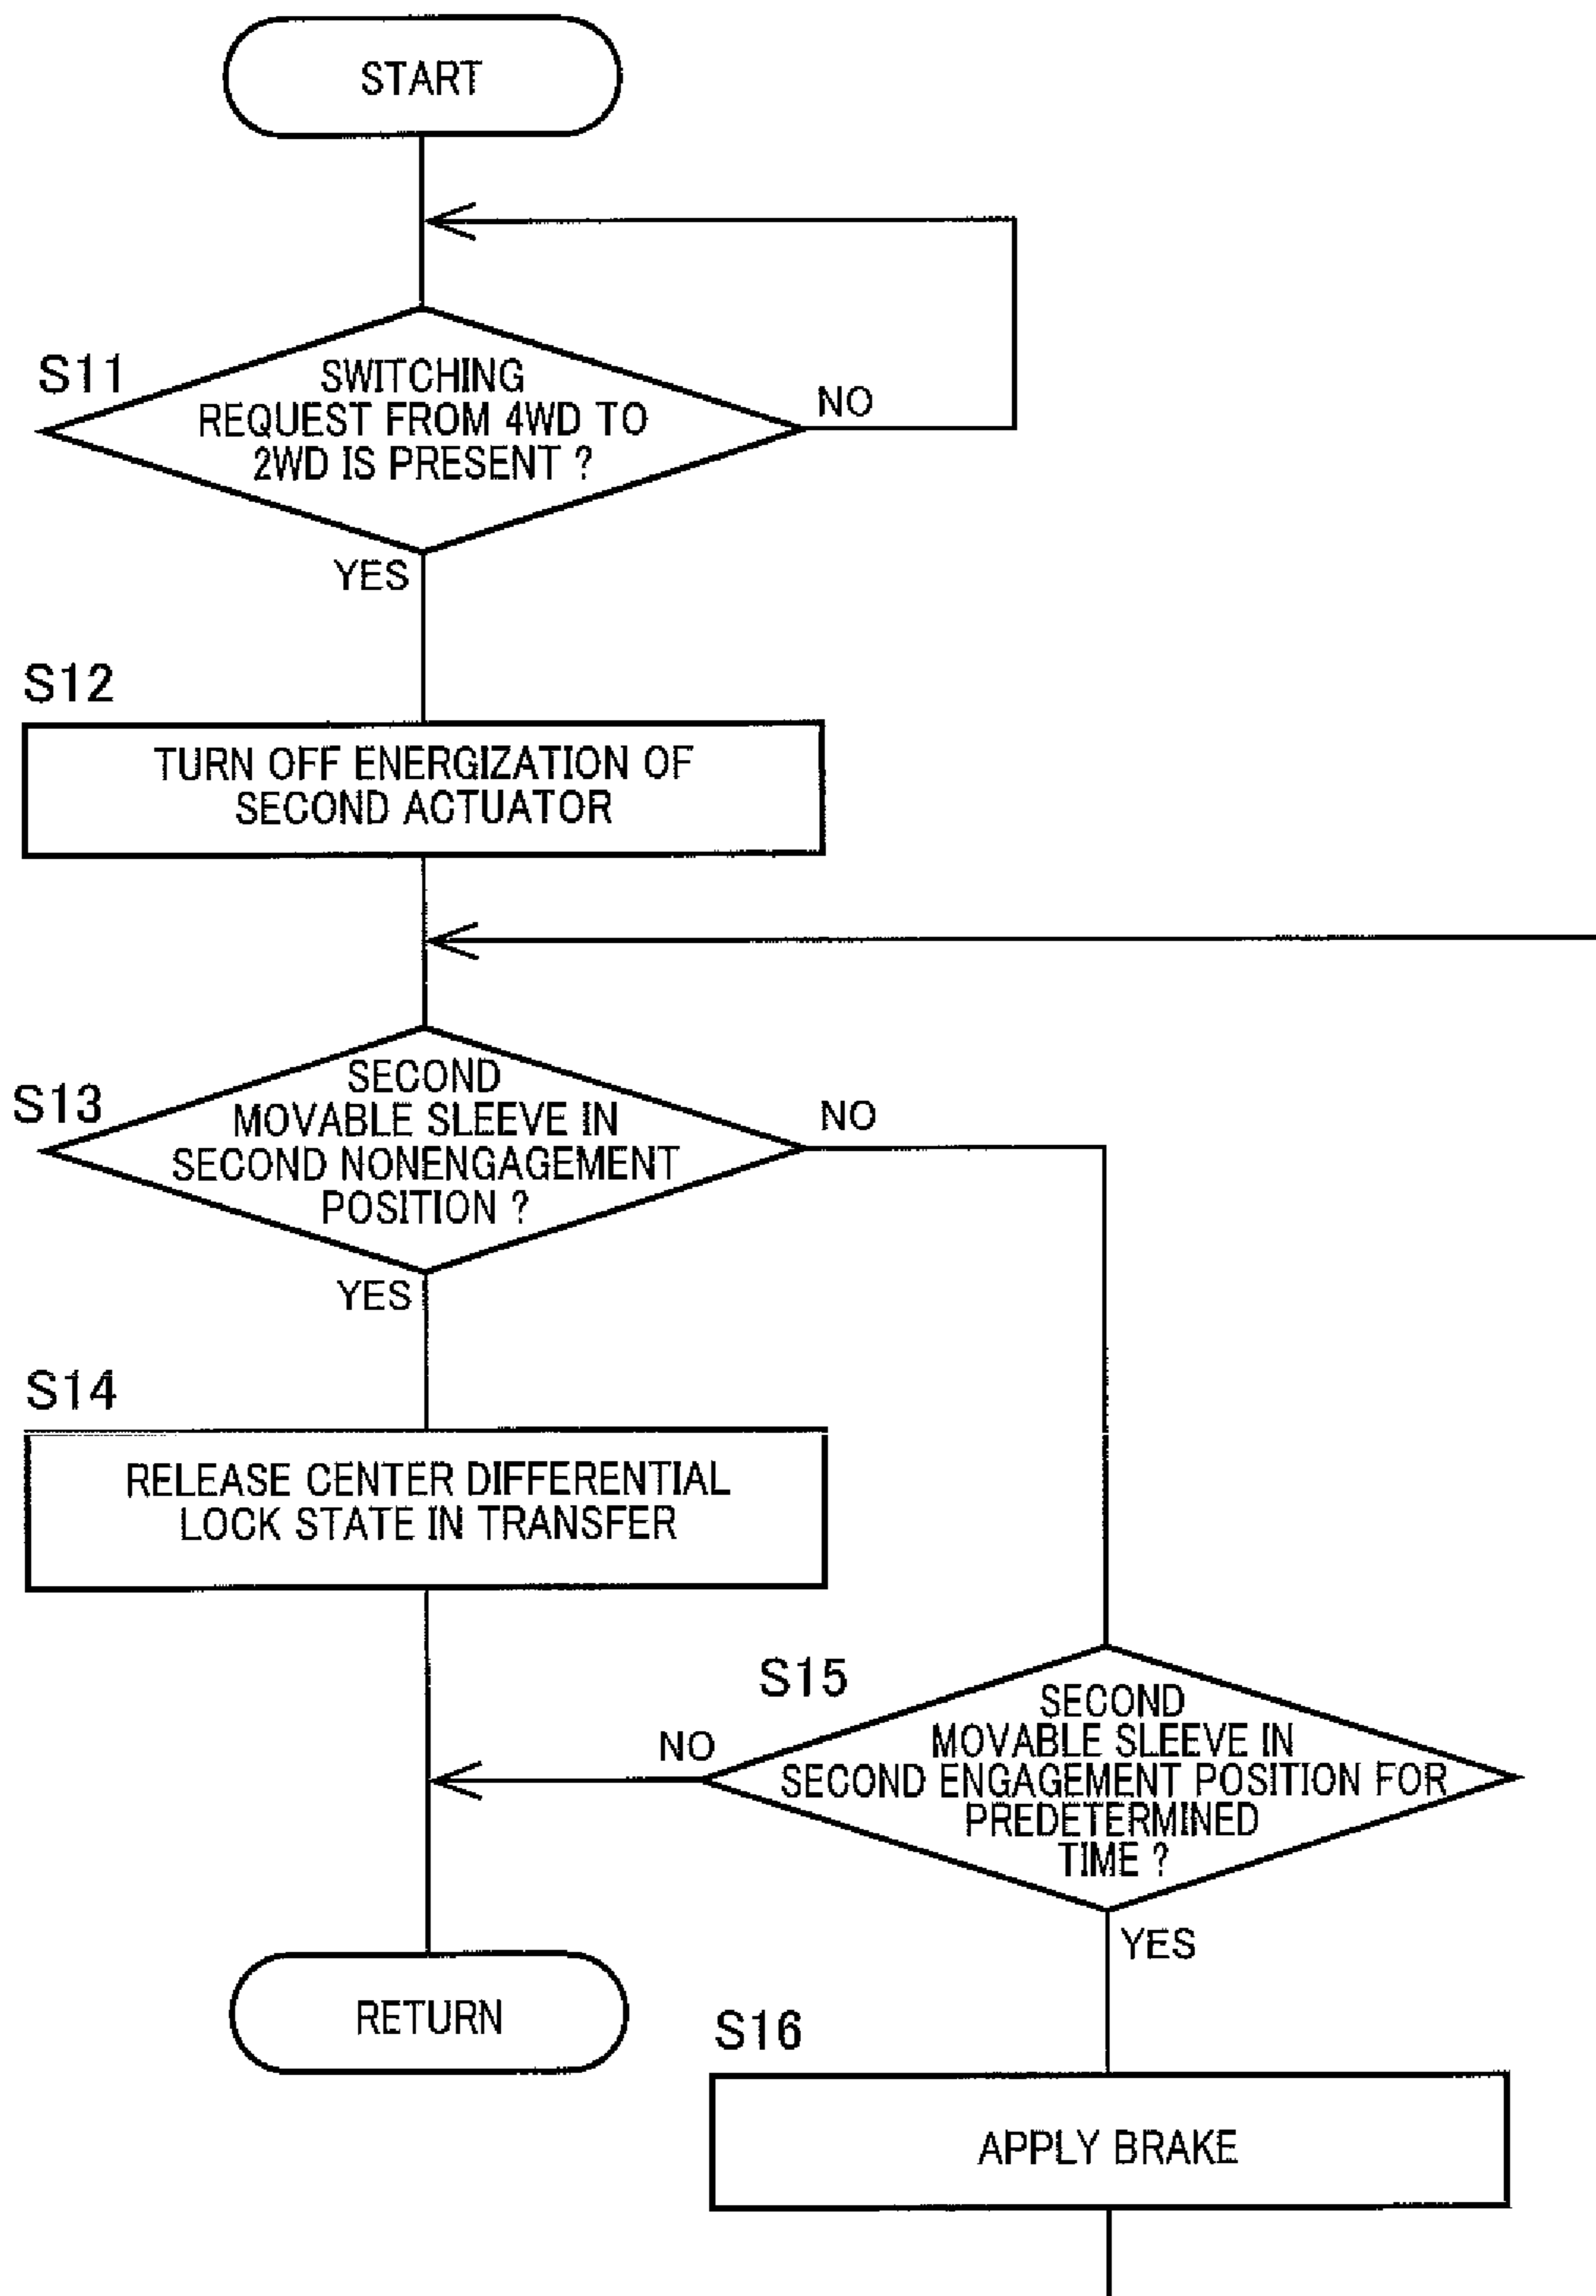 START
S11
SWITCHING
REQUEST FROM 4WD TO
2WD IS PRESENT ?
NO
YES
S12
TURN OFF ENERGIZATION OF
SECOND ACTUATOR
S13
SECOND
MOVABLE SLEEVE IN
SECOND NONENGAGEMENT
POSITION ?
NO
YES
S14
RELEASE CENTER DIFFERENTIAL
LOCK STATE IN TRANSFER
S15
SECOND
MOVABLE SLEEVE IN
SECOND ENGAGEMENT POSITION FOR
PREDETERMINED
TIME ?
NO
YES
RETURN
S16
APPLY BRAKE